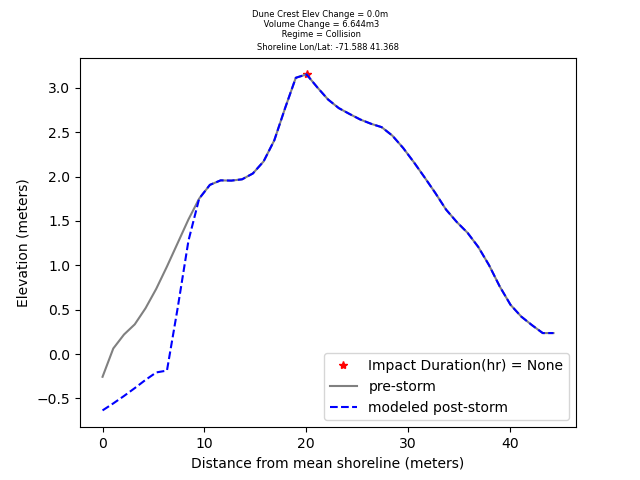 Dune Crest Elev Change = 0.0m
Volume Change = 6.644m3
Regime = Collision
Shoreline Lon/Lat: -71.588 41.368
3.0
2.5
2.0
1.5
1.0
0.5
0.0
−0.5
Elevation (meters)
Impact Duration(hr) = None
pre-storm
modeled post-storm
0 10 20 30 40
Distance from mean shoreline (meters)